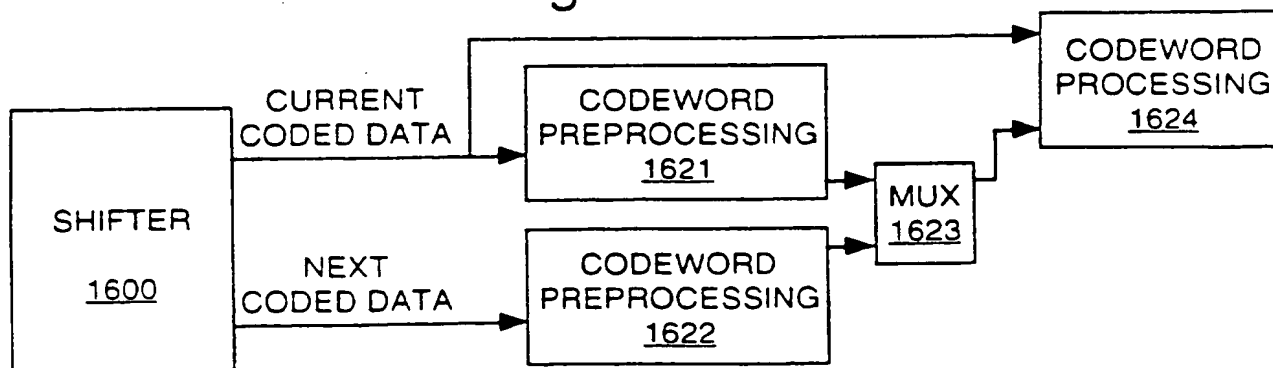 CODEWORD
PROCESSING
1624
CURRENT
CODED DATA
CODEWORD
PREPROCESSING
1621
MUX
1623
SHIFTER
1600
NEXT
CODED DATA
CODEWORD
PREPROCESSING
1622